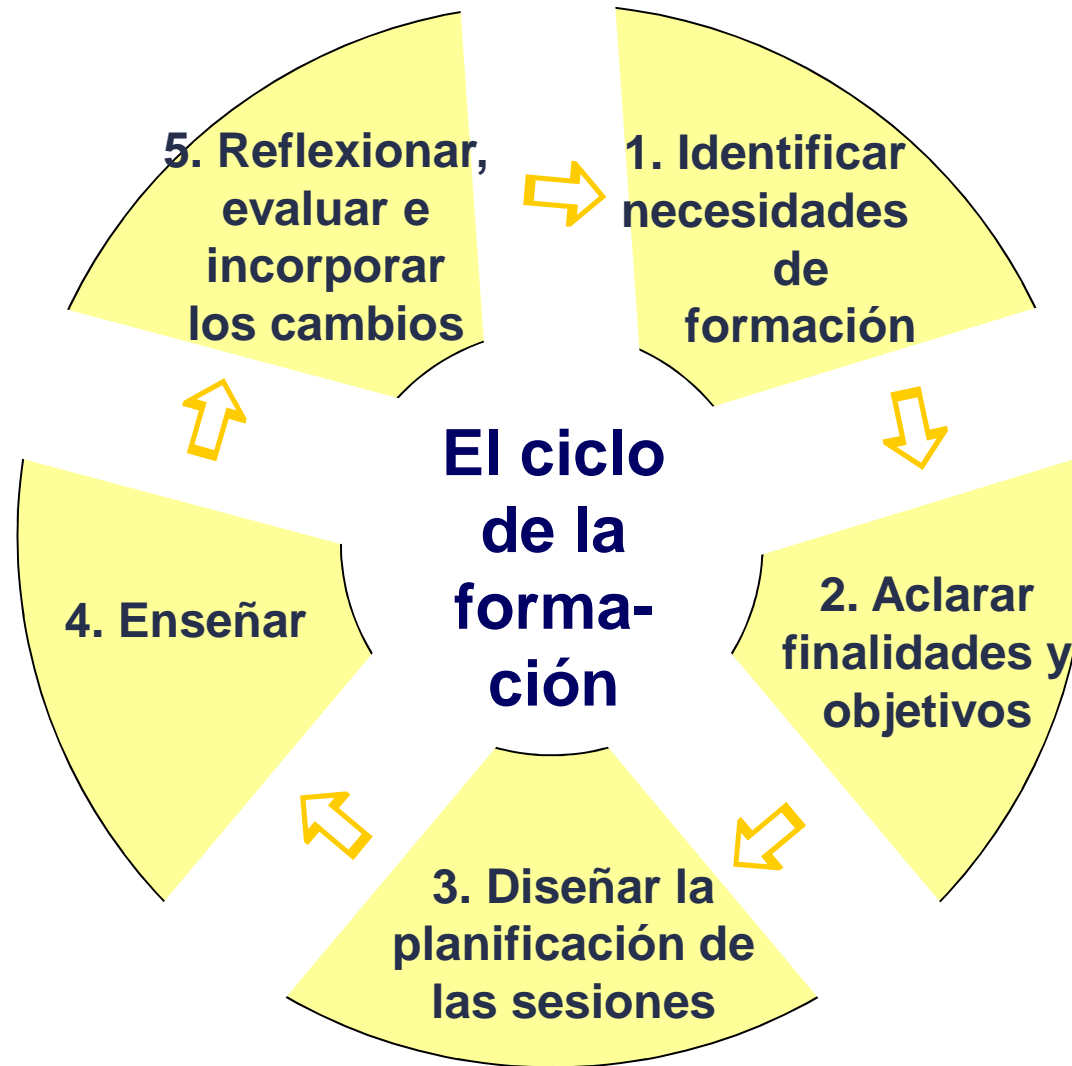 El ciclo
de la
forma-
ción
1. Identificar
necesidades
de
formación
2. Aclarar
finalidades y
objetivos
3. Diseñar la
planificación de
las sesiones
4. Enseñar
5. Reflexionar,
evaluar e
incorporar
los cambios